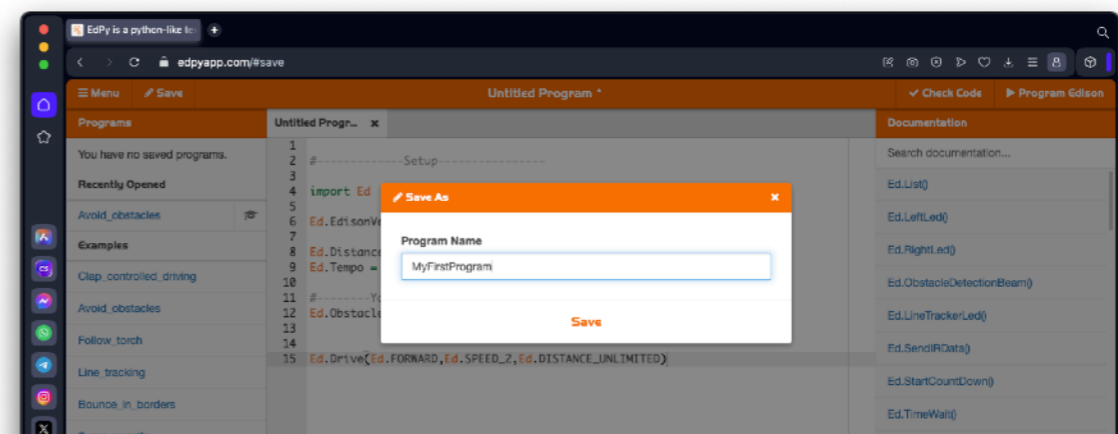 EdPy is a python-like te
edpyapp.com/#save
Menu
Save
Untitled Program *
Check Code
Program Edison
Programs
Untitled Progr...
Documentation
You have no saved programs.
Recently Opened
Avoid_obstacles
Examples
Clap_controlled_driving
Avoid_obstacles
Follow_torch
Line_tracking
Bounce_in_borders
1
2 #-------------Setup----------------
3
4 import Ed
5
6 Ed.EdisonVe
7
8 Ed.Distance
9 Ed.Tempo =
10
11 #--------Yo
12 Ed.Obstacle
13
14
15 Ed.Drive(Ed.FORWARD,Ed.SPEED_2,Ed.DISTANCE_UNLIMITED)
Save As
Program Name
MyFirstProgram
Save
Search documentation...
Ed.List()
Ed.LeftLed()
Ed.RightLed()
Ed.ObstacleDetectionBeam()
Ed.LineTrackerLed()
Ed.SendIRData()
Ed.StartCountDown()
Ed.TimeWait()